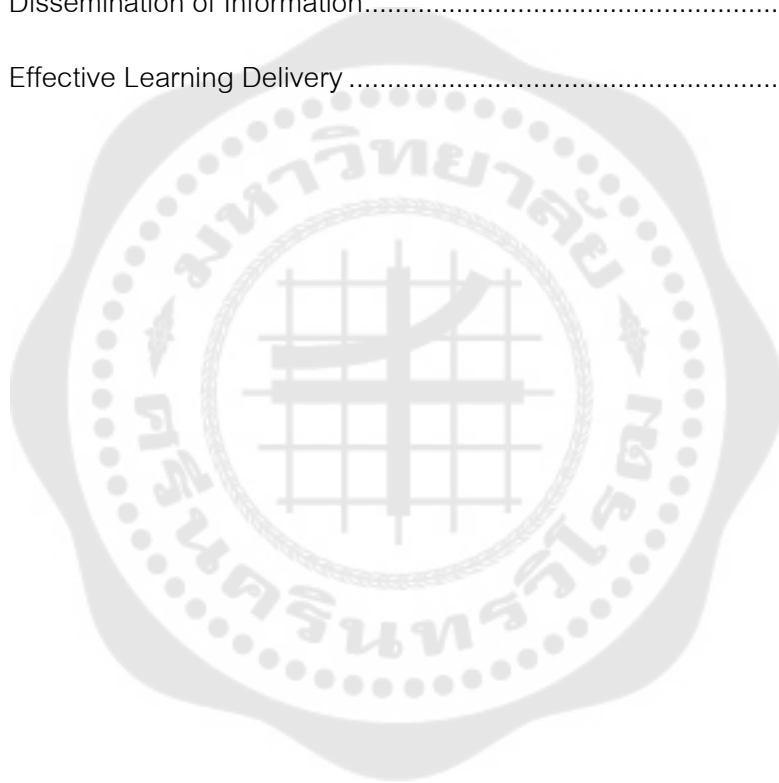 Dissemination of Information..........................................................
Effective Learning Delivery ..........................................................
มหาวิทยาลัย
ศรีนครินทรวิโรฒ